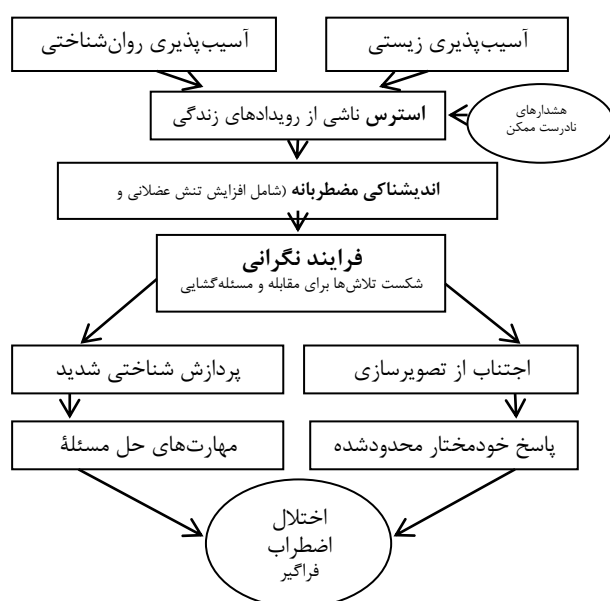 آسیب‌پذیری زیستی
آسیب‌پذیری روان‌شناختی
استرس ناشی از رویدادهای زندگی
هشدارهای
نادرست ممکن
اندیشناکی مضطربانه (شامل افزایش تنش عضلانی و
فرایند نگرانی
شکست تلاش‌ها برای مقابله و مسئله‌گشایی
اجتناب از تصویرسازی
پردازش شناختی شدید
پاسخ خودمختار محدودشده
مهارت‌های حل مسئلۀ
اختلال
اضطراب
فراگیر